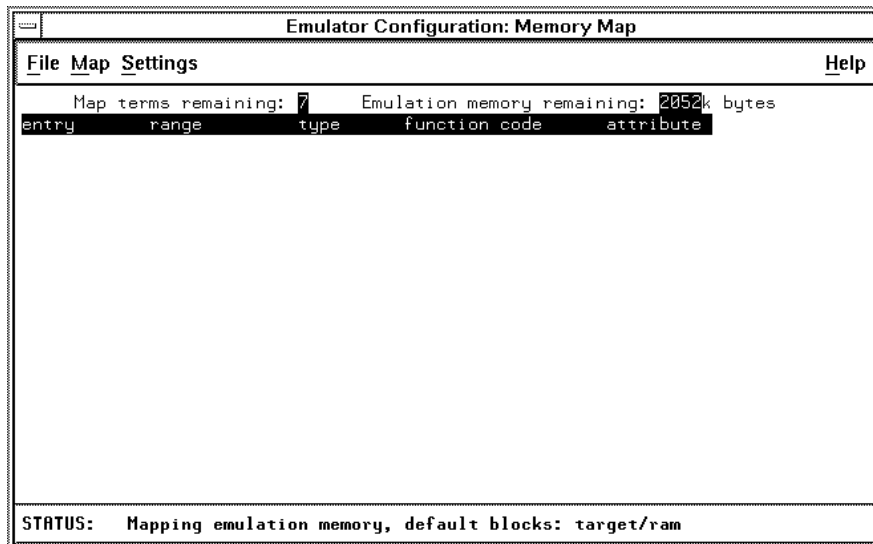 Emulator Configuration: Memory Map
File Map Settings Help
Map terms remaining: 7 Emulation memory remaining: 2052k bytes
entry range type function code attribute
STATUS: Mapping emulation memory, default blocks: target/ram